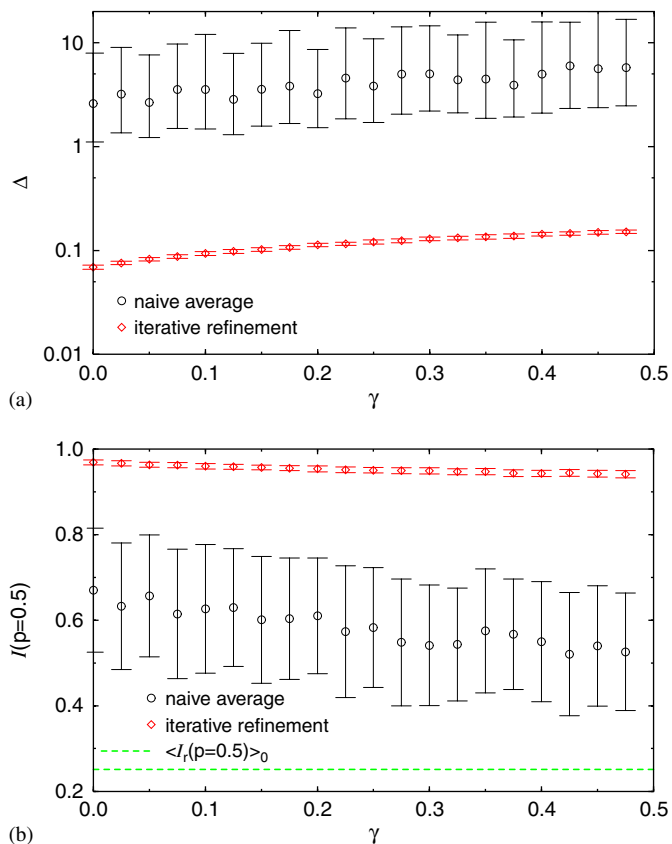 10
1
Δ
0.1
naive average
iterative refinement
0.01
0.0 0.1 0.2 0.3 0.4 0.5
(a) γ
1.0
0.8
I(p=0.5)
0.6
naive average
0.4
iterative refinement
<I_r(p=0.5)>_0
0.2
0.0 0.1 0.2 0.3 0.4 0.5
(b) γ